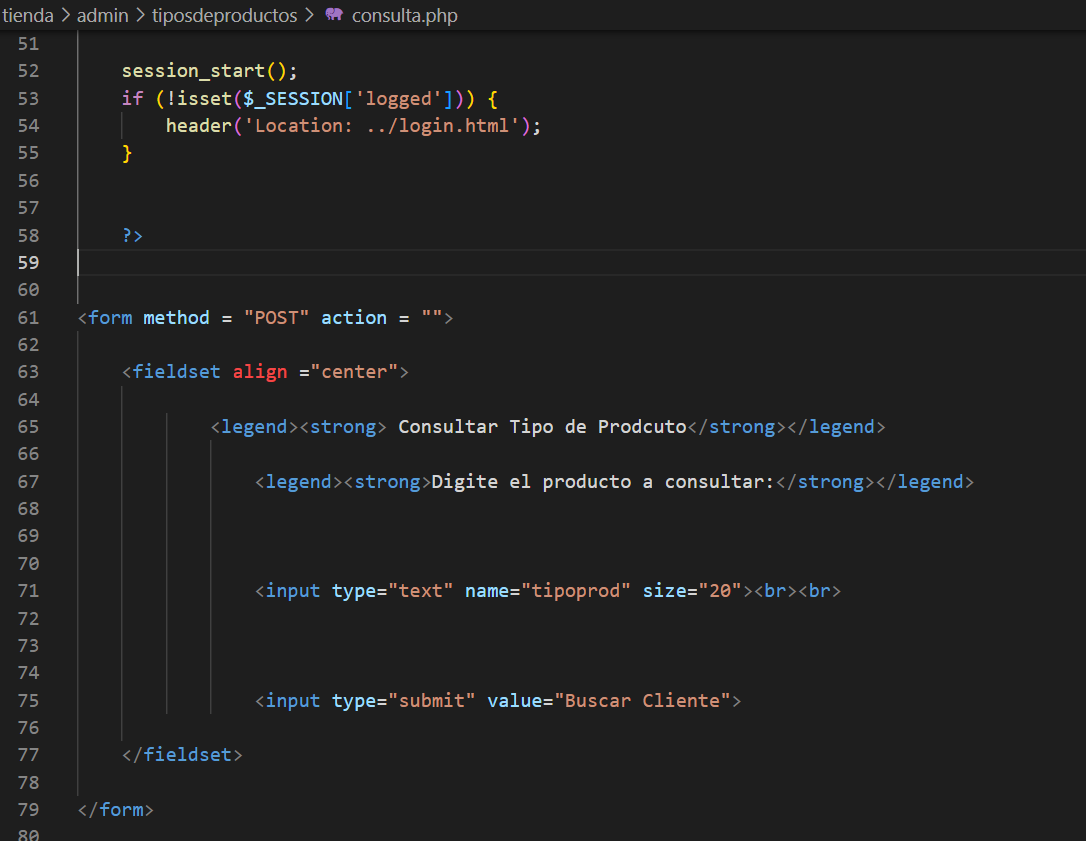 tienda > admin > tiposdeproductos > consulta.php
51
52 session_start();
53 if (!isset($_SESSION['logged'])) {
54 header('Location: ../login.html');
55 }
56
57
58 ?>
59
60
61 <form method = "POST" action = "">
62
63 <fieldset align ="center">
64
65 <legend><strong> Consultar Tipo de Prodcuto</strong></legend>
66
67 <legend><strong>Digite el producto a consultar:</strong></legend>
68
69
70
71 <input type="text" name="tipoprod" size="20"><br><br>
72
73
74
75 <input type="submit" value="Buscar Cliente">
76
77 </fieldset>
78
79 </form>
80